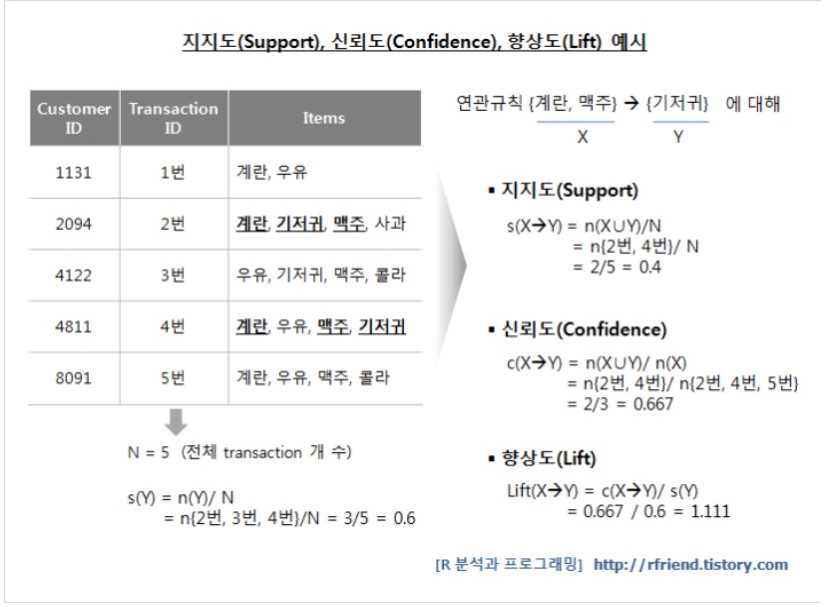 지지도(Support), 신뢰도(Confidence), 향상도(Lift) 예시
Customer ID Transaction ID Items
1131 1번 계란, 우유
2094 2번 계란, 기저귀, 맥주, 사과
4122 3번 우유, 기저귀, 맥주, 콜라
4811 4번 계란, 우유, 맥주, 기저귀
8091 5번 계란, 우유, 맥주, 콜라
N = 5 (전체 transaction 개 수)
s(Y) = n(Y)/ N
= n{2번, 3번, 4번}/N = 3/5 = 0.6
연관규칙 {계란, 맥주} → {기저귀} 에 대해
X Y
▪ 지지도(Support)
s(X→Y) = n(X∪Y)/N
= n{2번, 4번}/ N
= 2/5 = 0.4
▪ 신뢰도(Confidence)
c(X→Y) = n(X∪Y)/ n(X)
= n{2번, 4번}/ n{2번, 4번, 5번}
= 2/3 = 0.667
▪ 향상도(Lift)
Lift(X→Y) = c(X→Y)/ s(Y)
= 0.667 / 0.6 = 1.111
[R 분석과 프로그래밍] http://rfriend.tistory.com